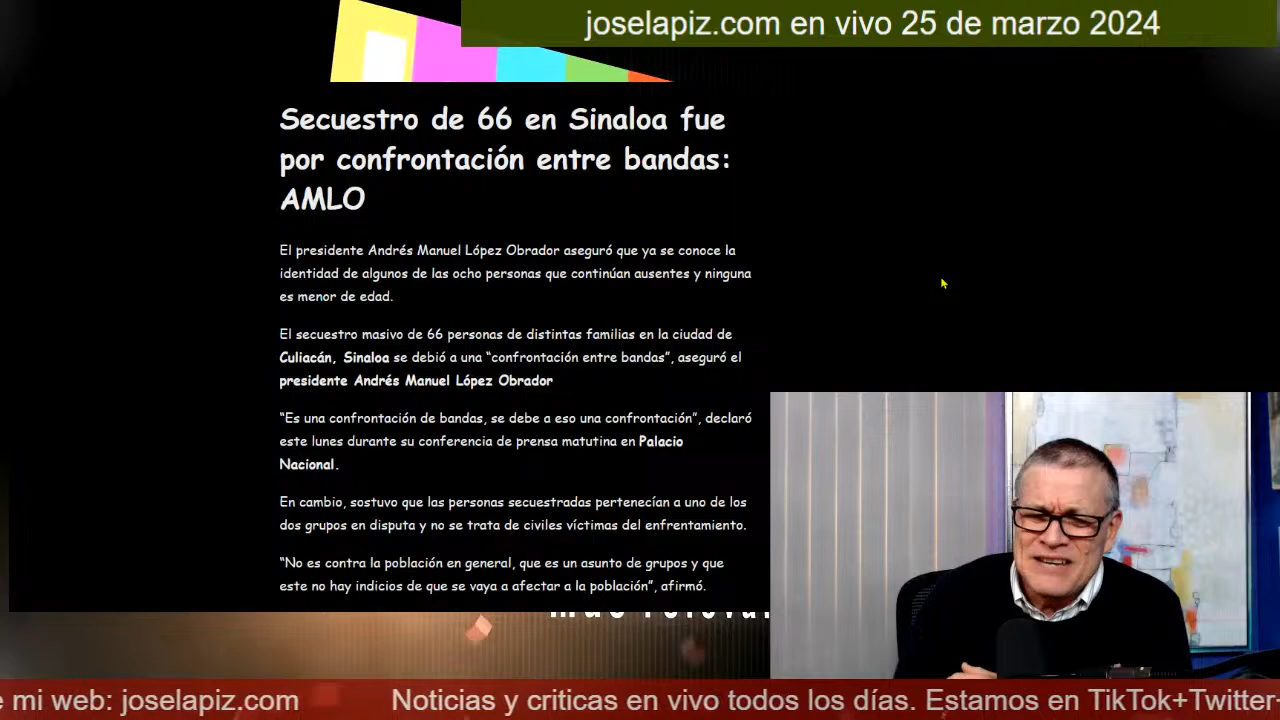 joselapiz.com en vivo 25 de marzo 2024
Secuestro de 66 en Sinaloa fue
por confrontación entre bandas:
AMLO
El presidente Andrés Manuel López Obrador aseguró que ya se conoce la
identidad de algunos de las ocho personas que continúan ausentes y ninguna
es menor de edad.
El secuestro masivo de 66 personas de distintas familias en la ciudad de
Culiacán, Sinaloa se debió a una “confrontación entre bandas”, aseguró el
presidente Andrés Manuel López Obrador
“Es una confrontación de bandas, se debe a eso una confrontación”, declaró
este lunes durante su conferencia de prensa matutina en Palacio
Nacional.
En cambio, sostuvo que las personas secuestradas pertenecían a uno de los
dos grupos en disputa y no se trata de civiles víctimas del enfrentamiento.
“No es contra la población en general, que es un asunto de grupos y que
este no hay indicios de que se vaya a afectar a la población”, afirmó.
e mi web: joselapiz.com Noticias y criticas en vivo todos los días. Estamos en TikTok+Twitter-